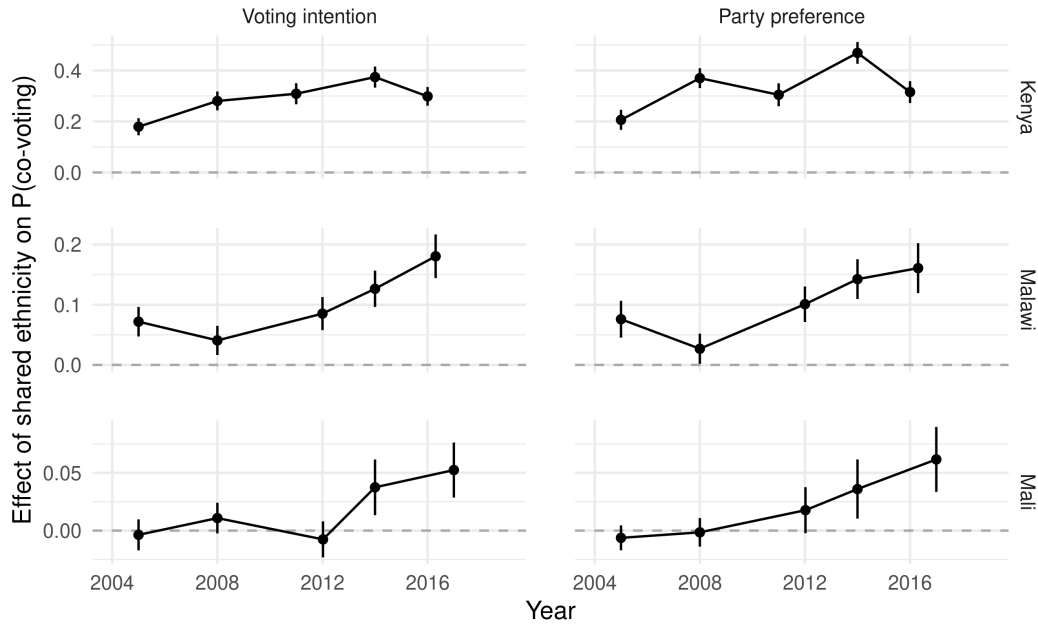 Voting intention
Party preference
Effect of shared ethnicity on P(co-voting)
0.4
0.2
0.0
Kenya
0.2
0.1
0.0
Malawi
0.05
0.00
Mali
2004 2008 2012 2016
2004 2008 2012 2016
Year